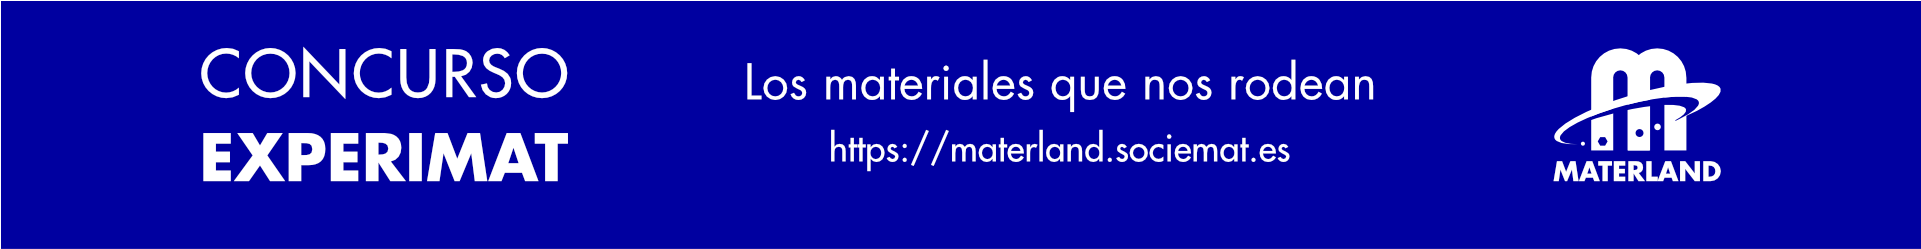 CONCURSO
EXPERIMAT
Los materiales que nos rodean
https://materland.sociemat.es
MATERLAND